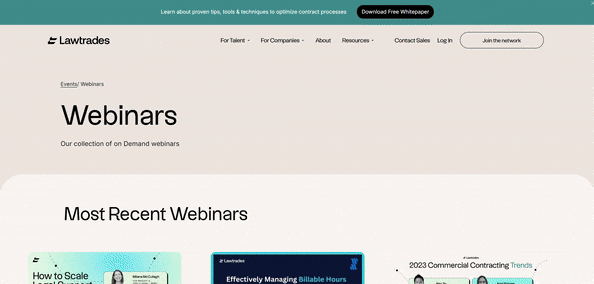 Learn about proven tips, tools & techniques to optimize contract processes Download Free Whitepaper
Lawtrades For Talent For Companies About Resources Contact Sales Log In Join the network
Events/ Webinars
Webinars
Our collection of on Demand webinars
Most Recent Webinars
How to Scale
Lawtrades
Effectively Managing Billable Hours
lawtrades
2023 Commercial Contracting Trends